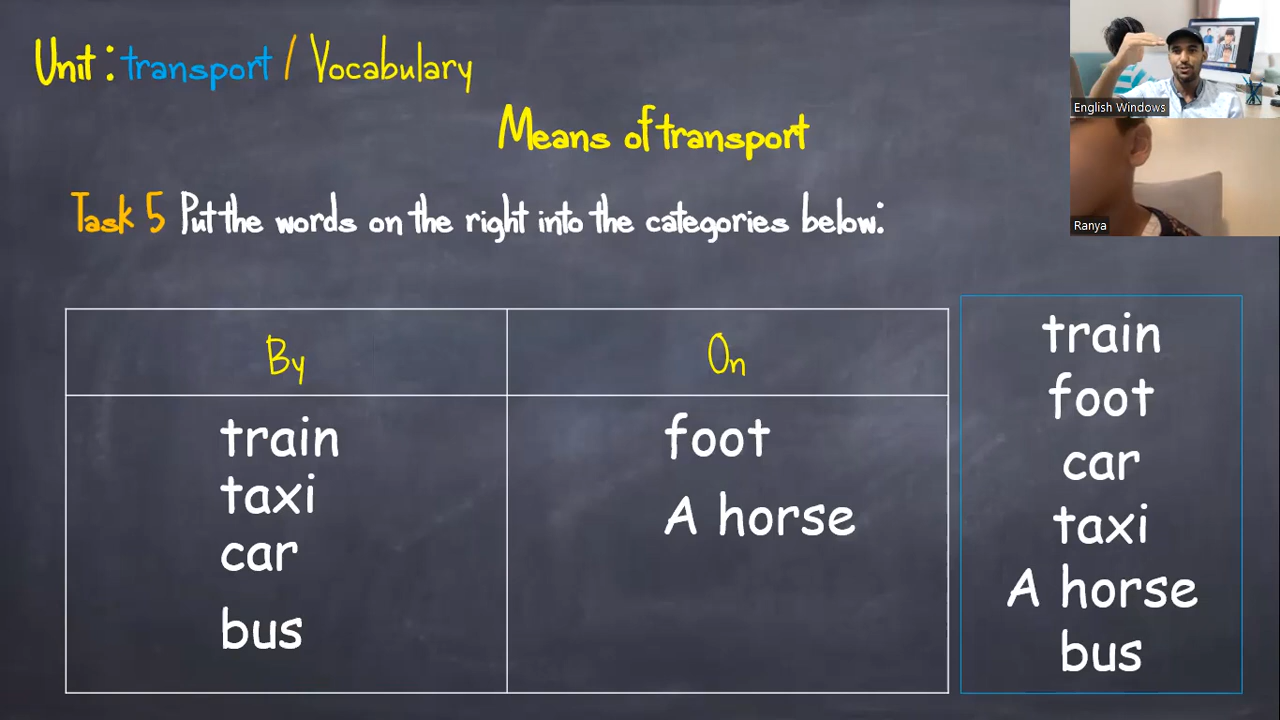 Unit : transport / Vocabulary
Means of transport
Task 5 Put the words on the right into the categories below:
By
On
train
taxi
car
bus
foot
A horse
train
foot
car
taxi
A horse
bus
English Windows
Ranya